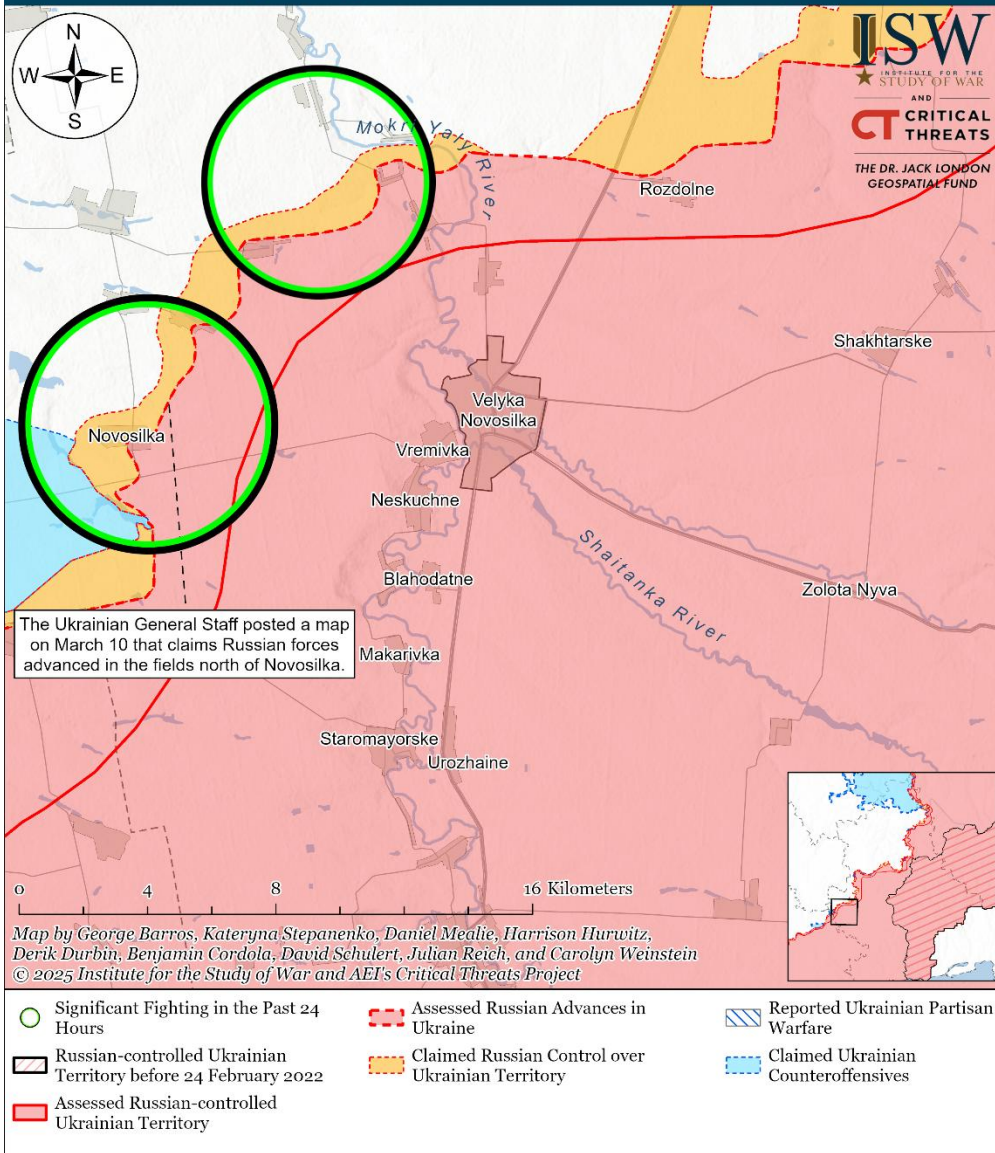 N
W E
S
ISW
INSTITUTE FOR THE
STUDY OF WAR
AND
CT CRITICAL
THREATS
THE DR. JACK LONDON
GEOSPATIAL FUND
Mokri Yaly River
Rozdolne
Shakhtarske
Velyka
Novosilka
Novosilka
Vremivka
Neskuchne
Shaitanka River
Blahodatne
Zolota Nyva
The Ukrainian General Staff posted a map
on March 10 that claims Russian forces
advanced in the fields north of Novosilka.
Makarivka
Staromayorske
Urozhaine
0 4 8 16 Kilometers
Map by George Barros, Kateryna Stepanenko, Daniel Mealie, Harrison Hurwitz,
Derik Durbin, Benjamin Cordola, David Schulert, Julian Reich, and Carolyn Weinstein
© 2025 Institute for the Study of War and AEI's Critical Threats Project
Significant Fighting in the Past 24
Hours
Russian-controlled Ukrainian
Territory before 24 February 2022
Assessed Russian-controlled
Ukrainian Territory
Assessed Russian Advances in
Ukraine
Claimed Russian Control over
Ukrainian Territory
Reported Ukrainian Partisan
Warfare
Claimed Ukrainian
Counteroffensives